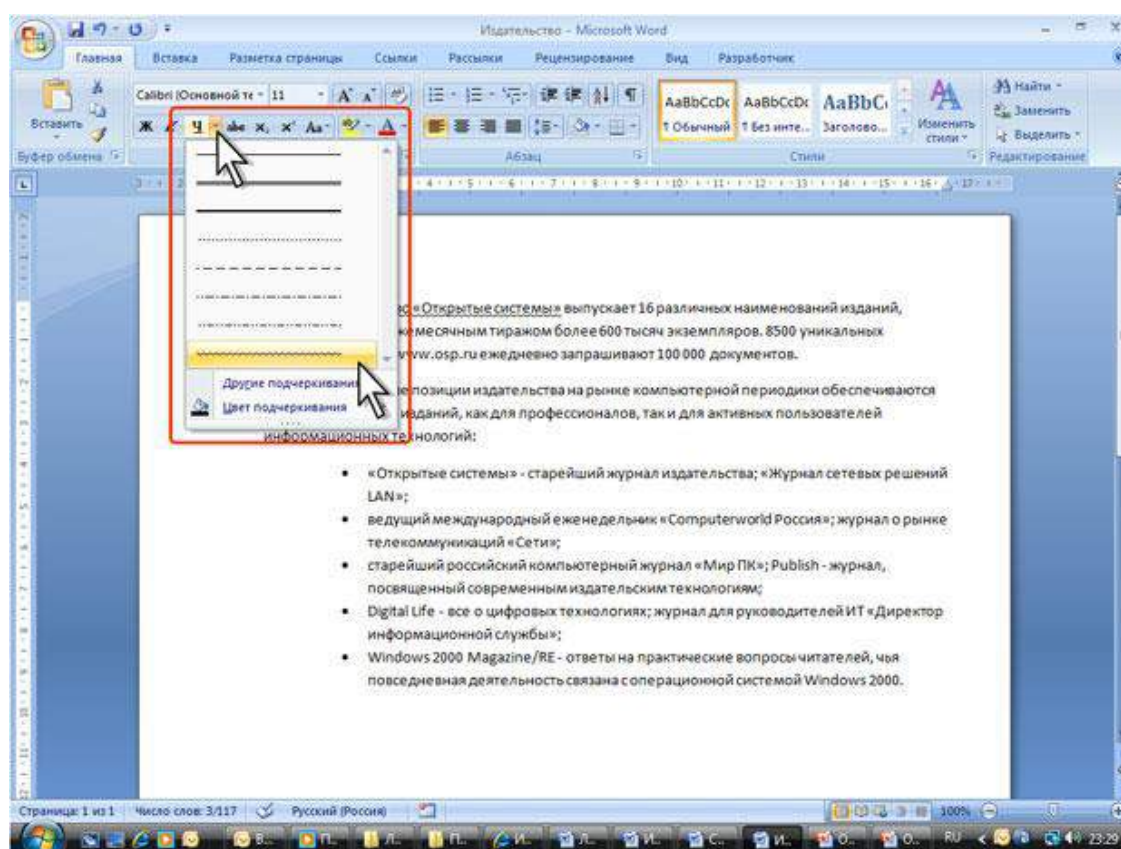 Издательство - Microsoft Word
Главная Вставка Разметка страницы Ссылки Рассылки Рецензирование Вид Разработчик
Calibri (Основной те 11
Вставить
Ж К Ч abc x₂ x² Aa
AaBbCcDc AaBbCcDc AaBbC
¶ Обычный ¶ Без инте... Заголово...
Изменить стили
Найти
Заменить
Выделить
Буфер обмена Абзац Стили Редактирование
Другие подчеркивания
Цвет подчеркивания
«Открытые системы» выпускает 16 различных наименований изданий,
тиражом более 600 тысяч экземпляров. 8500 уникальных
www.osp.ru ежедневно запрашивают 100 000 документов.
позиции издательства на рынке компьютерной периодики обеспечиваются
изданий, как для профессионалов, так и для активных пользователей
информационных технологий:
• «Открытые системы» - старейший журнал издательства; «Журнал сетевых решений
LAN»;
• ведущий международный еженедельник «Computerworld Россия»; журнал о рынке
телекоммуникаций «Сети»;
• старейший российский компьютерный журнал «Мир ПК»; Publish - журнал,
посвященный современным издательским технологиям;
• Digital Life - все о цифровых технологиях; журнал для руководителей ИТ «Директор
информационной службы»;
• Windows 2000 Magazine/RE - ответы на практические вопросы читателей, чья
повседневная деятельность связана с операционной системой Windows 2000.
Страница: 1 из 1 Число слов: 3/117 Русский (Россия) 100%
В... П... Л... П... И... Л... И... С... И... О... О... RU 23:29